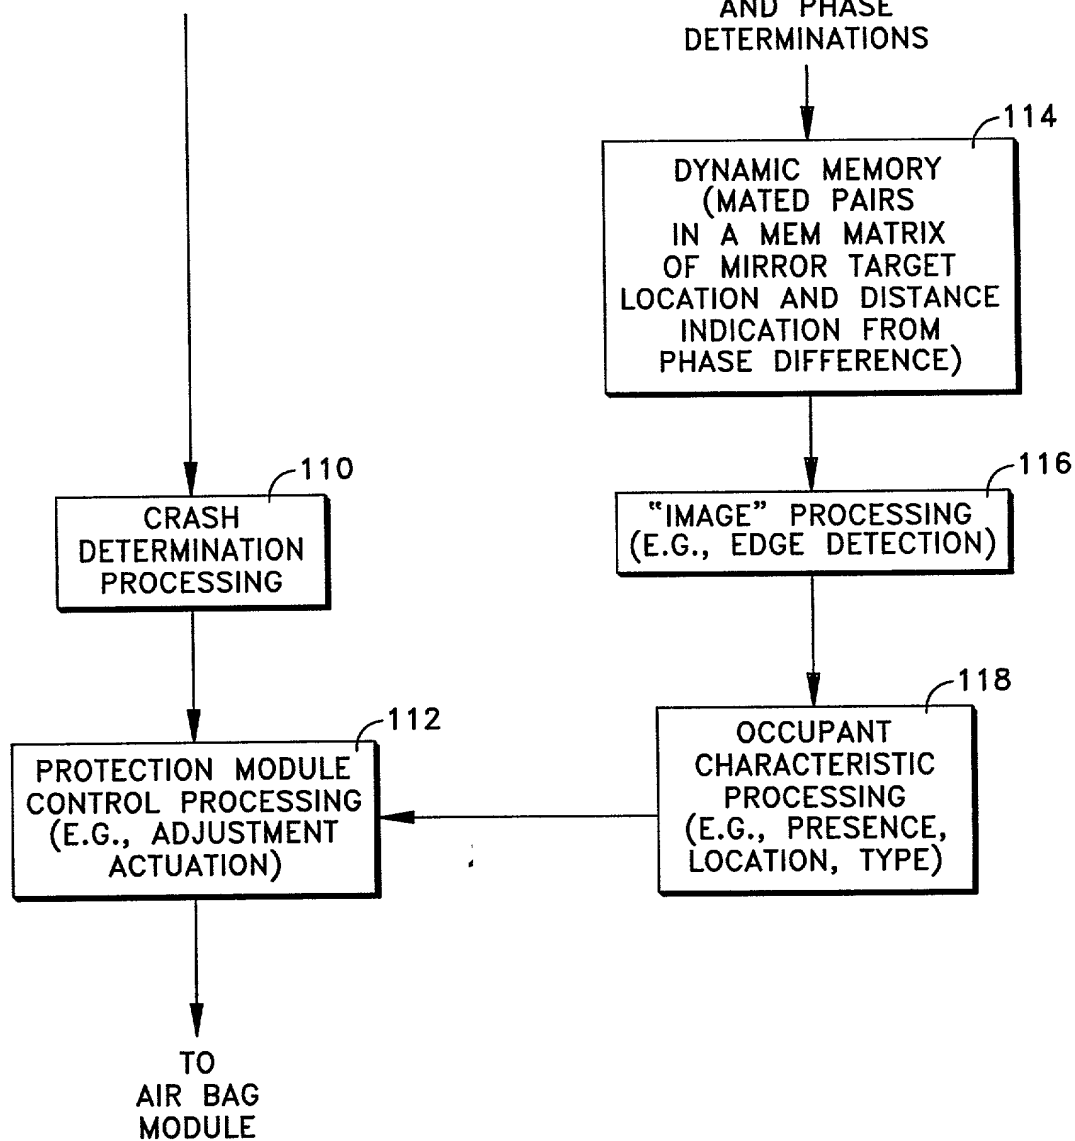 AND PHASE
DETERMINATIONS
114
DYNAMIC MEMORY
(MATED PAIRS
IN A MEM MATRIX
OF MIRROR TARGET
LOCATION AND DISTANCE
INDICATION FROM
PHASE DIFFERENCE)
110
CRASH
DETERMINATION
PROCESSING
116
“IMAGE” PROCESSING
(E.G., EDGE DETECTION)
112
PROTECTION MODULE
CONTROL PROCESSING
(E.G., ADJUSTMENT
ACTUATION)
118
OCCUPANT
CHARACTERISTIC
PROCESSING
(E.G., PRESENCE,
LOCATION, TYPE)
TO
AIR BAG
MODULE